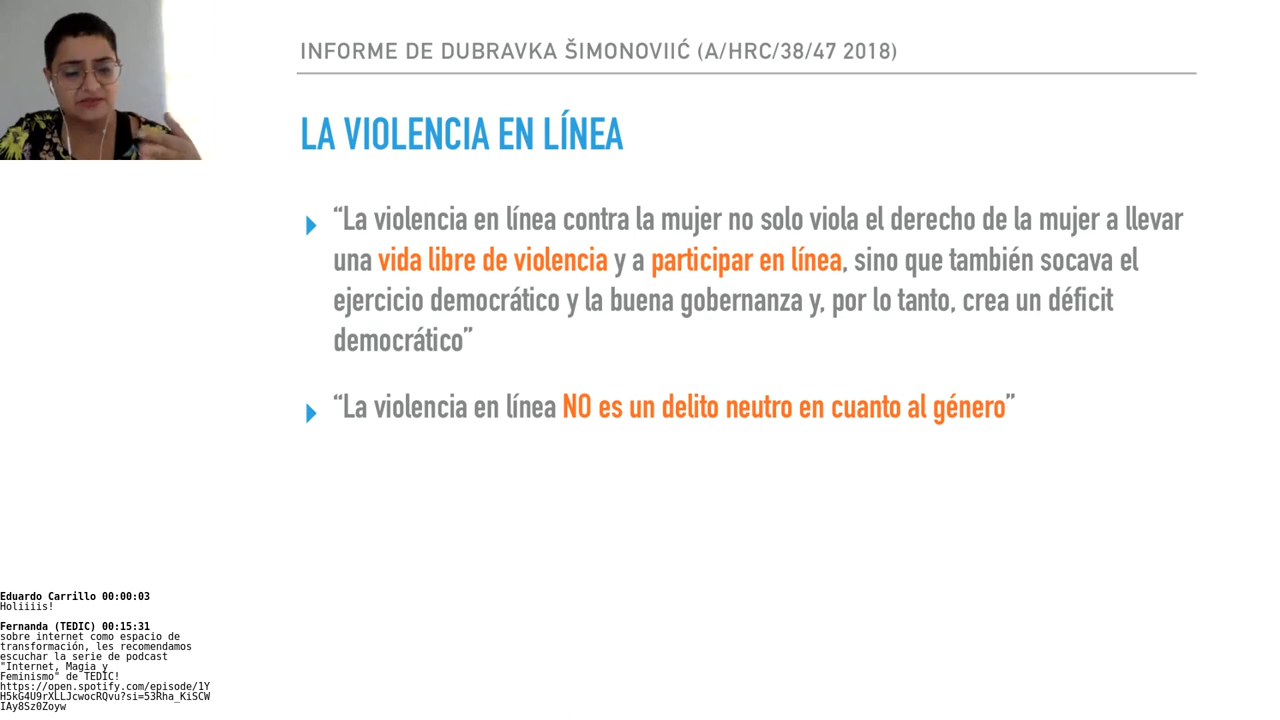 INFORME DE DUBRAVKA ŠIMONOVIIĆ (A/HRC/38/47 2018)
LA VIOLENCIA EN LÍNEA
“La violencia en línea contra la mujer no solo viola el derecho de la mujer a llevar
una vida libre de violencia y a participar en línea, sino que también socava el
ejercicio democrático y la buena gobernanza y, por lo tanto, crea un déficit
democrático”
“La violencia en línea NO es un delito neutro en cuanto al género”
Eduardo Carrillo 00:00:03
Holiiiis!
Fernanda (TEDIC) 00:15:31
sobre internet como espacio de
transformación, les recomendamos
escuchar la serie de podcast
"Internet, Magia y
Feminismo" de TEDIC!
https://open.spotify.com/episode/1Y
H5kG4U9rXLLJcwocRQvu?si=53Rha_KiSCW
IAy8Sz0Zoyw